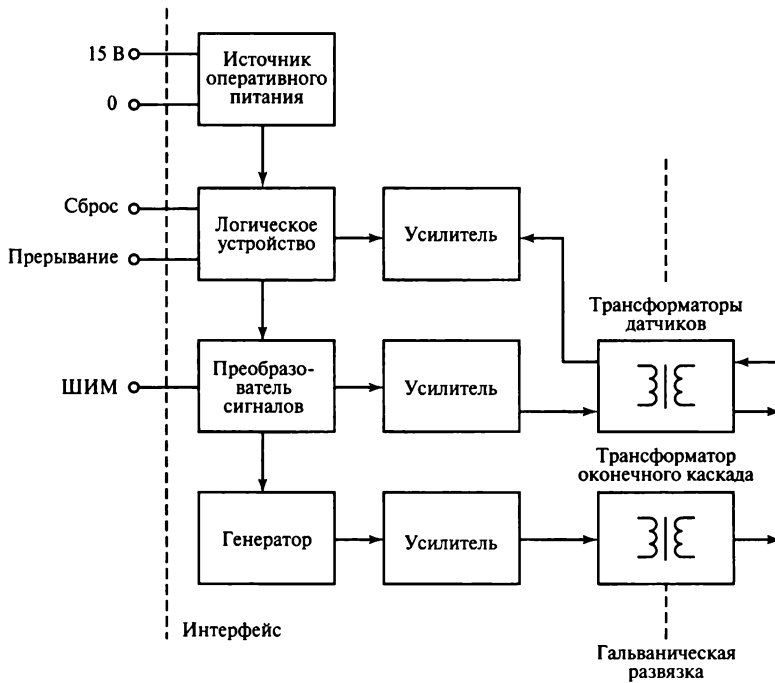 15 В
0
Источник
оперативного
питания
Сброс
Прерывание
Логическое
устройство
Усилитель
Трансформаторы
датчиков
ШИМ
Преобразо-
ватель
сигналов
Усилитель
Трансформатор
оконечного каскада
Генератор
Усилитель
Интерфейс
Гальваническая
развязка